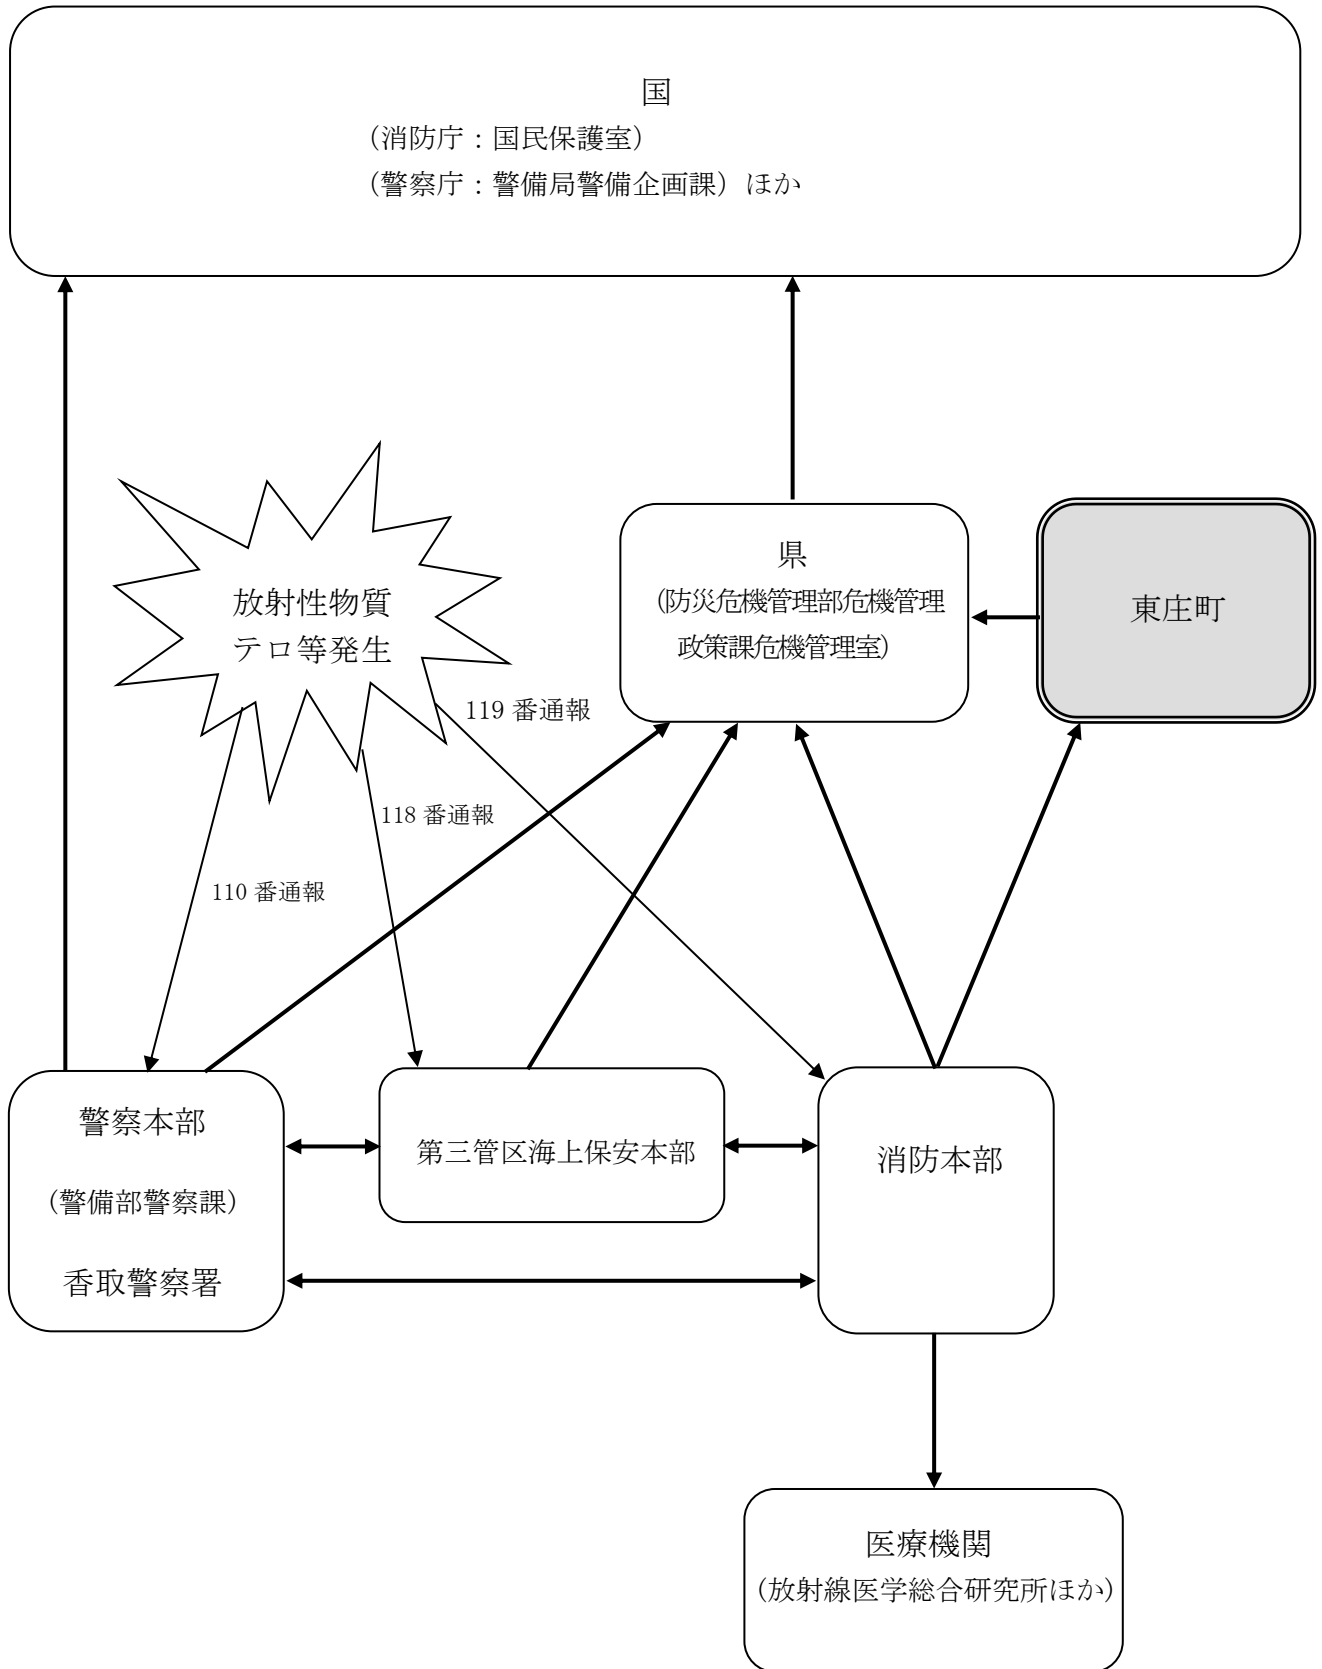 国
（消防庁：国民保護室）
（警察庁：警備局警備企画課）ほか
放射性物質
テロ等発生
県
（防災危機管理部危機管理
政策課危機管理室）
東庄町
119 番通報
118 番通報
110 番通報
警察本部
（警備部警察課）
香取警察署
第三管区海上保安本部
消防本部
医療機関
（放射線医学総合研究所ほか）